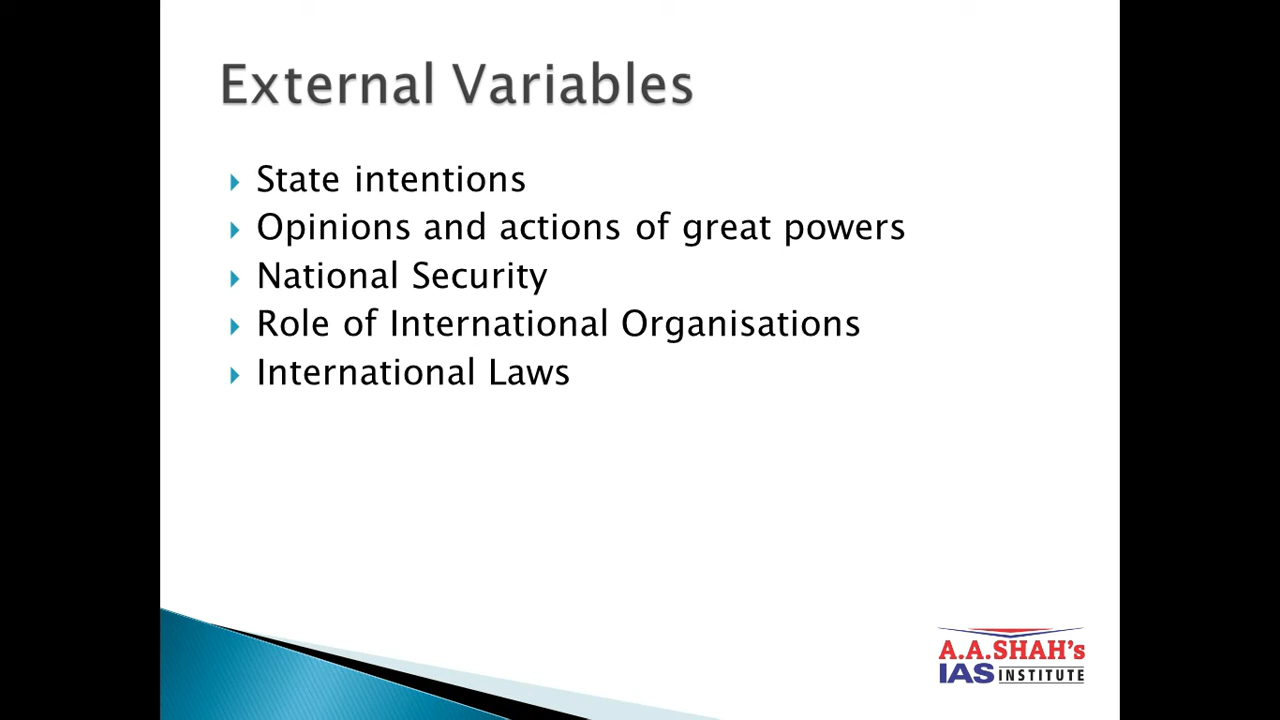 External Variables
State intentions
Opinions and actions of great powers
National Security
Role of International Organisations
International Laws
A.A.SHAH's
IAS INSTITUTE